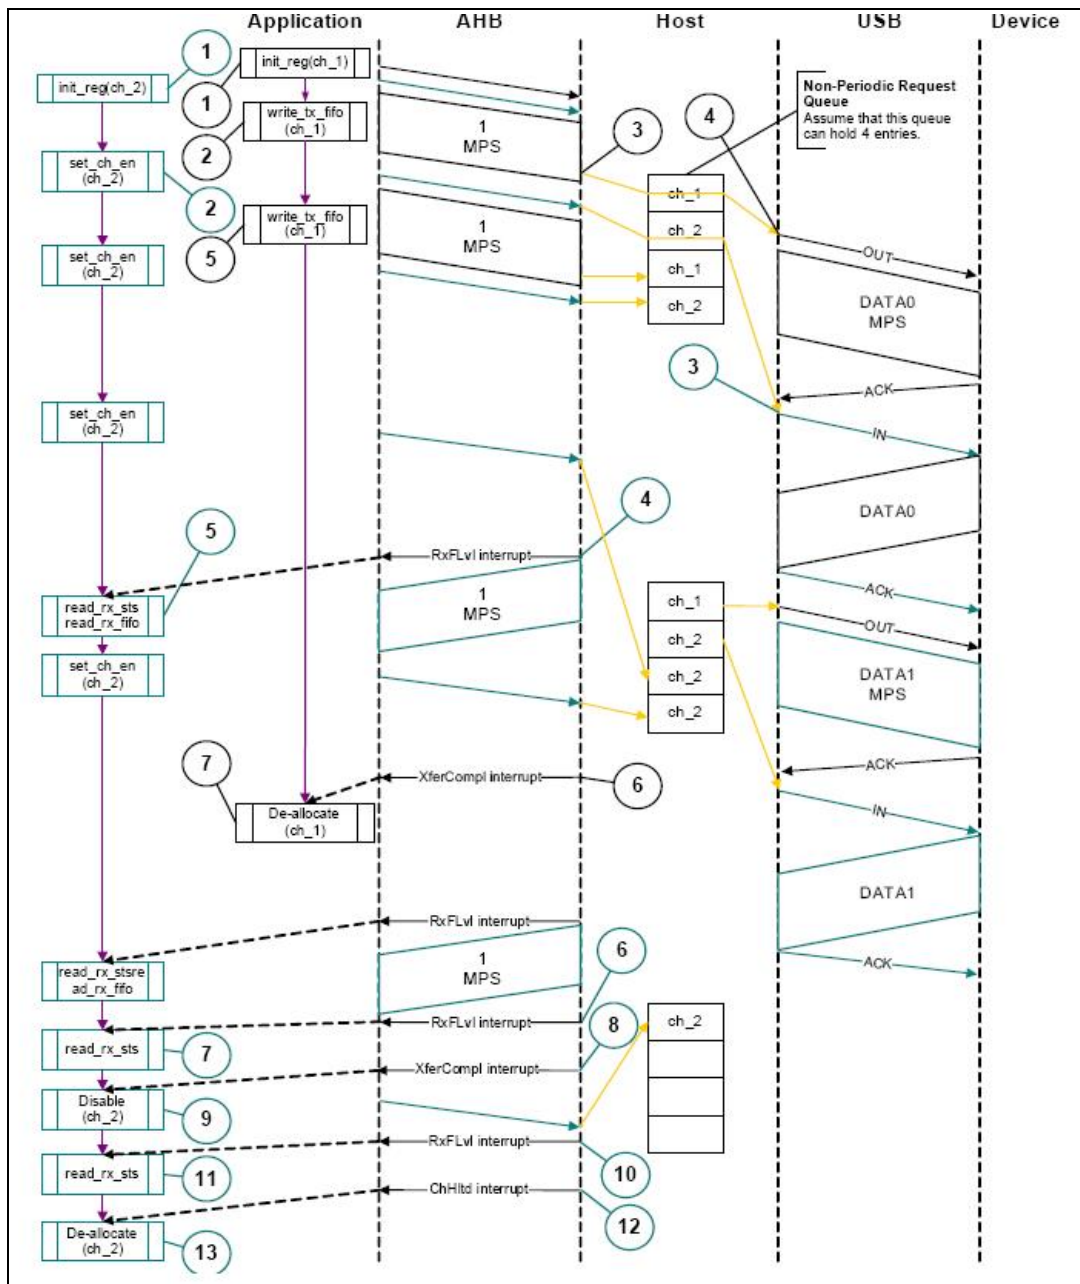 Application AHB Host USB Device
1
init_reg(ch_1)
init_reg(ch_2)
1
Non-Periodic Request
Queue
Assume that this queue
can hold 4 entries.
write_tx_fifo
(ch_1)
1
MPS
3
4
2
set_ch_en
(ch_2)
ch_1
2
write_tx_fifo
(ch_1)
1
MPS
ch_2
5
set_ch_en
(ch_2)
OUT
ch_1
ch_2
DATA0
MPS
3
ACK
set_ch_en
(ch_2)
IN
4
DATA0
5
RxFLvl interrupt
read_rx_sts
read_rx_fifo
1
MPS
ch_1
ACK
OUT
ch_2
set_ch_en
(ch_2)
ch_2
DATA1
MPS
ch_2
7
XferCompl interrupt
6
ACK
De-allocate
(ch_1)
IN
DATA1
RxFLvl interrupt
6
read_rx_stsre
ad_rx_fifo
1
MPS
ACK
RxFLvl interrupt
8
ch_2
read_rx_sts
7
XferCompl interrupt
Disable
(ch_2)
9
RxFLvl interrupt
read_rx_sts
11
10
ChHltd interrupt
12
De-allocate
(ch_2)
13